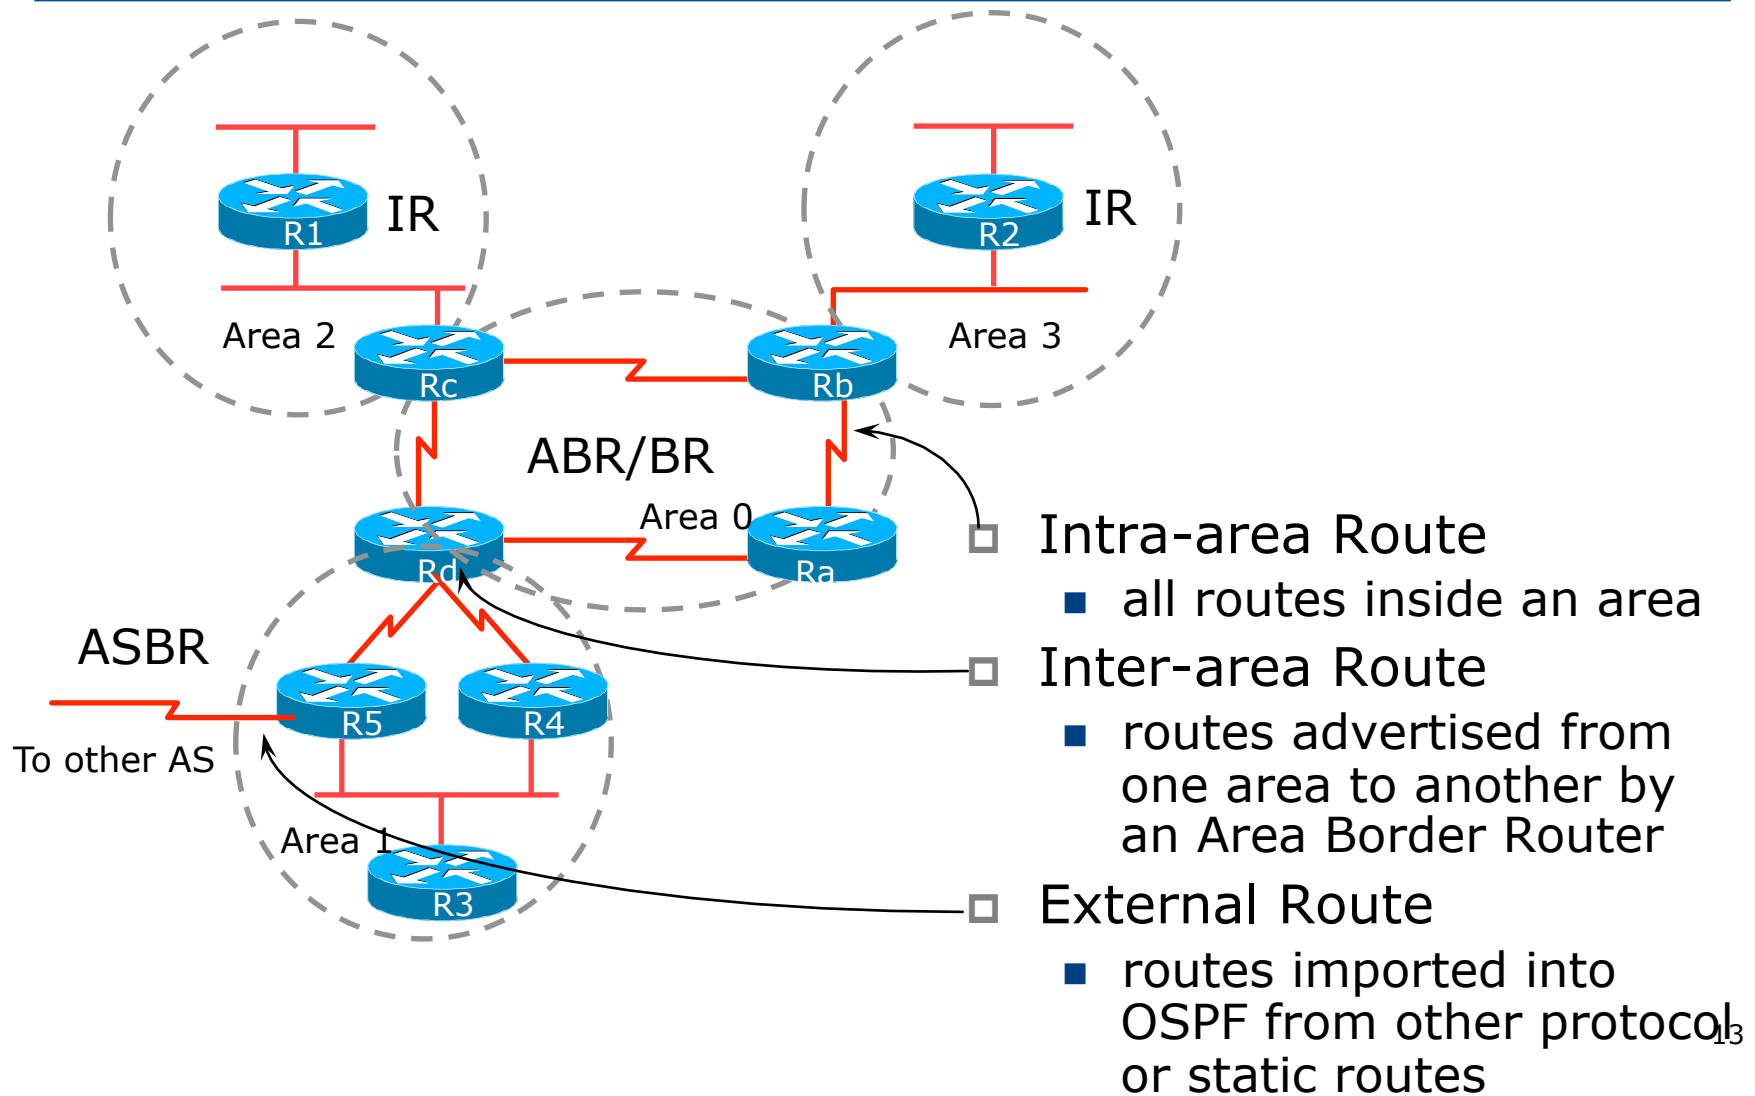 R1
IR
R2
IR
Area 2
Area 3
Rc
Rb
ABR/BR
Area 0
Rd
Ra
ASBR
R5
R4
To other AS
Area 1
R3
Intra-area Route
all routes inside an area
Inter-area Route
routes advertised from
one area to another by
an Area Border Router
External Route
routes imported into
OSPF from other protocol
or static routes
13